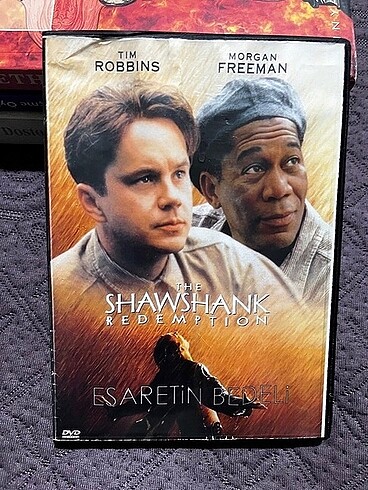 TIM
ROBBINS
MORGAN
FREEMAN
THE
SHAWSHANK
REDEMPTION
ESARETİN BEDELİ
DVD